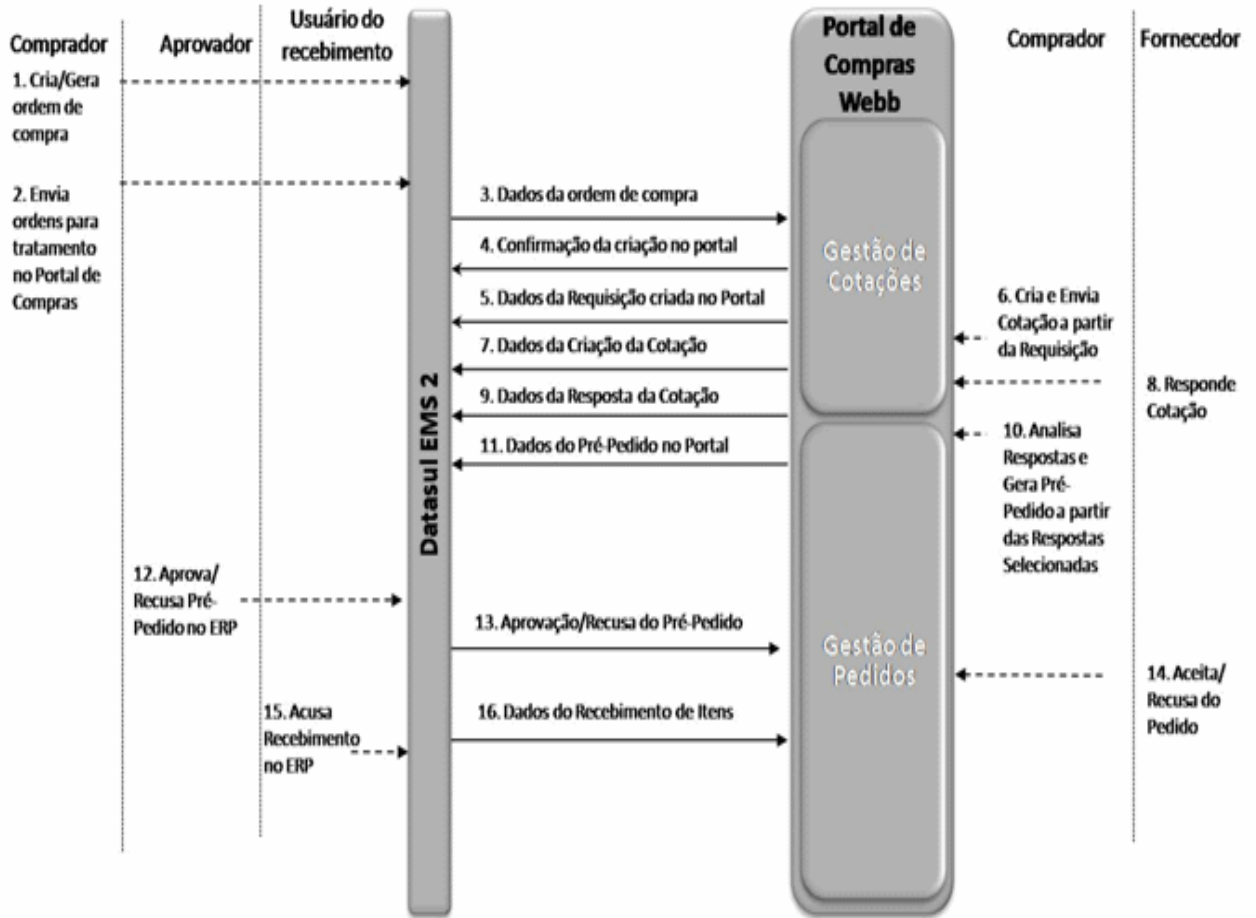 Comprador
Aprovador
Usuário do
recebimento
Portal de
Compras
Webb
Comprador
Fornecedor
1. Cria/Gera
ordem de
compra
2. Envia
ordens para
tratamento
no Portal de
Compras
3. Dados da ordem de compra
4. Confirmação da criação no portal
5. Dados da Requisição criada no Portal
Gestão de
Cotações
6. Cria e Envia
Cotação a partir
da Requisição
7. Dados da Criação da Cotação
8. Responde
Cotação
9. Dados da Resposta da Cotação
10. Analisa
Respostas e
Gera Pré-
Pedido a partir
das Respostas
Selecionadas
11. Dados do Pré-Pedido no Portal
Datasul EMS 2
12. Aprova/
Recusa Pré-
Pedido no ERP
13. Aprovação/Recusa do Pré-Pedido
Gestão de
Pedidos
14. Aceita/
Recusa do
Pedido
15. Acusa
Recebimento
no ERP
16. Dados do Recebimento de Itens